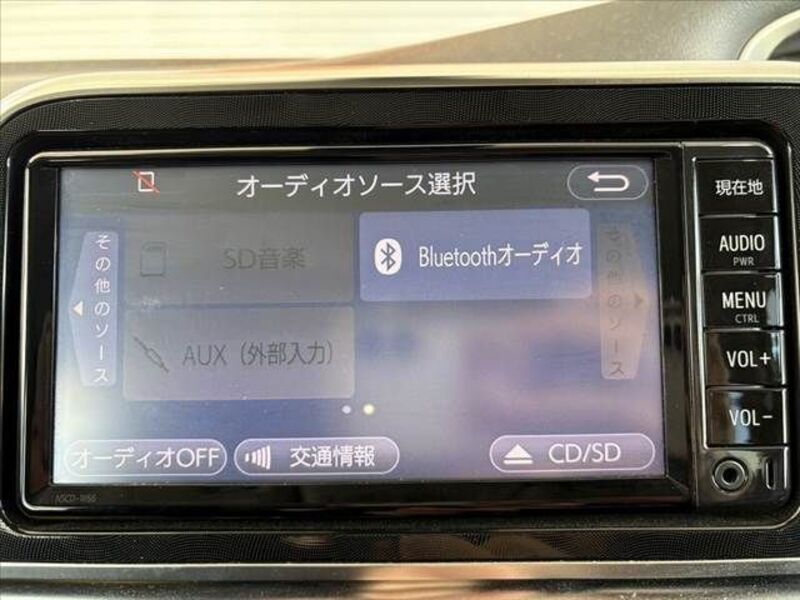 オーディオソース選択
その他のソース
SD音楽
Bluetoothオーディオ
その他のソース
AUX（外部入力）
オーディオOFF
交通情報
CD/SD
現在地
AUDIO
PWR
MENU
CTRL
VOL+
VOL-
NSCD-W66